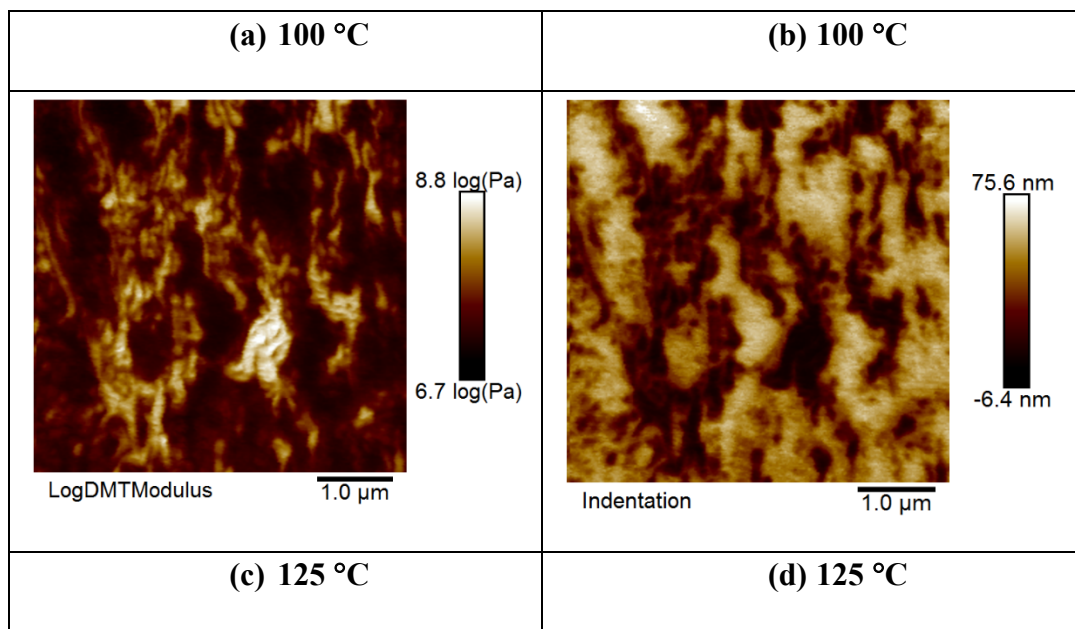 (a) 100 °C
(b) 100 °C
8.8 log(Pa)
6.7 log(Pa)
LogDMTModulus
1.0 µm
75.6 nm
-6.4 nm
Indentation
1.0 µm
(c) 125 °C
(d) 125 °C